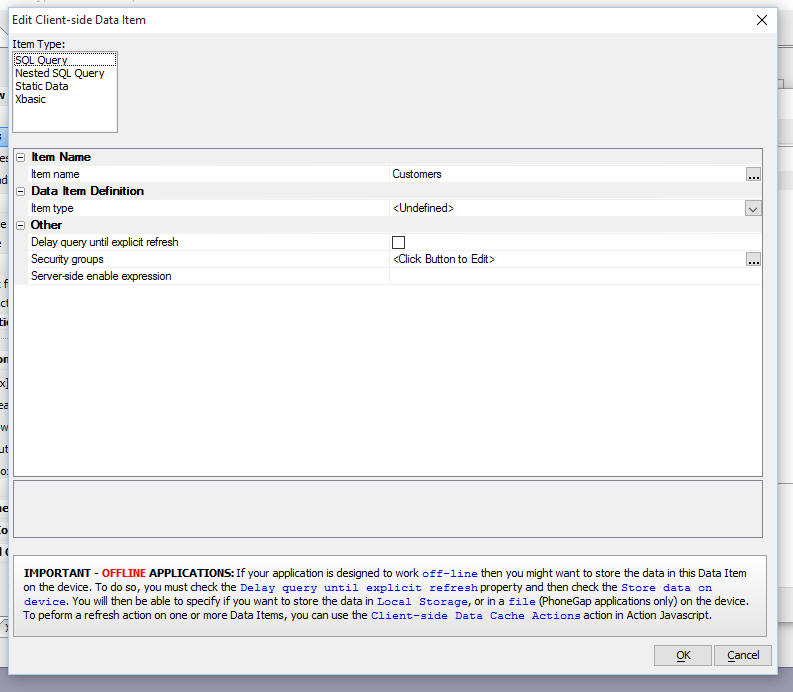 Edit Client-side Data Item
Item Type:
SQL Query
Nested SQL Query
Static Data
Xbasic
Item Name
Item name Customers ...
Data Item Definition
Item type <Undefined>
Other
Delay query until explicit refresh
Security groups <Click Button to Edit> ...
Server-side enable expression
IMPORTANT - OFFLINE APPLICATIONS: If your application is designed to work off-line then you might want to store the data in this Data Item
on the device. To do so, you must check the Delay query until explicit refresh property and then check the Store data on
device. You will then be able to specify if you want to store the data in Local Storage, or in a file (PhoneGap applications only) on the device.
To peform a refresh action on one or more Data Items, you can use the Client-side Data Cache Actions action in Action Javascript.
OK Cancel